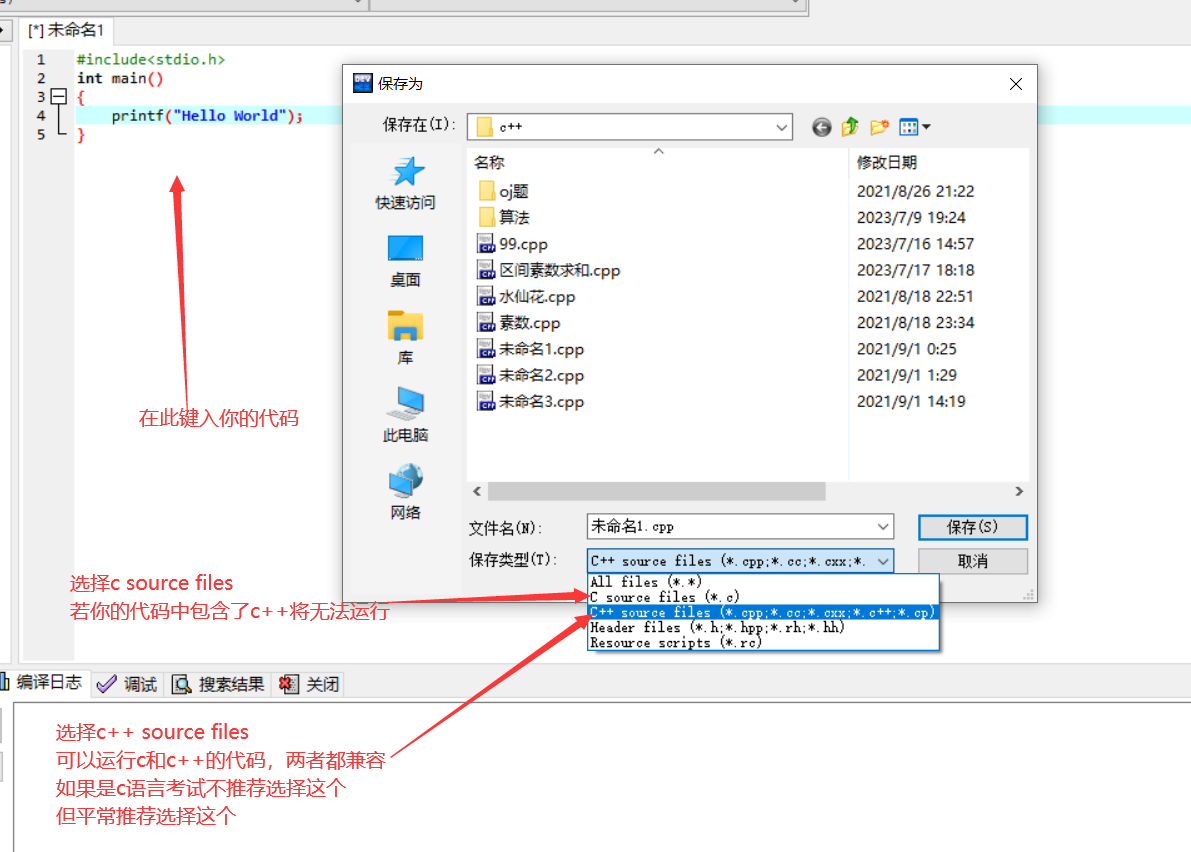 [*] 未命名1
1 #include<stdio.h>
2 int main()
3 {
4 printf("Hello World");
5 }
在此键入你的代码
保存为
保存在(I): c++
快速访问
桌面
库
此电脑
网络
名称 修改日期
oj题 2021/8/26 21:22
算法 2023/7/9 19:24
99.cpp 2023/7/16 14:57
区间素数求和.cpp 2023/7/17 18:18
水仙花.cpp 2021/8/18 22:51
素数.cpp 2021/8/18 23:34
未命名1.cpp 2021/9/1 0:25
未命名2.cpp 2021/9/1 1:29
未命名3.cpp 2021/9/1 14:19
文件名(N): 未命名1.cpp 保存(S)
保存类型(T): C++ source files (*.cpp;*.cc;*.cxx;*. 取消
All files (*.*)
C source files (*.c)
C++ source files (*.cpp;*.cc;*.cxx;*.c++;*.cp)
Header files (*.h;*.hpp;*.rh;*.hh)
Resource scripts (*.rc)
选择c source files
若你的代码中包含了c++将无法运行
编译日志 调试 搜索结果 关闭
选择c++ source files
可以运行c和c++的代码，两者都兼容
如果是c语言考试不推荐选择这个
但平常推荐选择这个